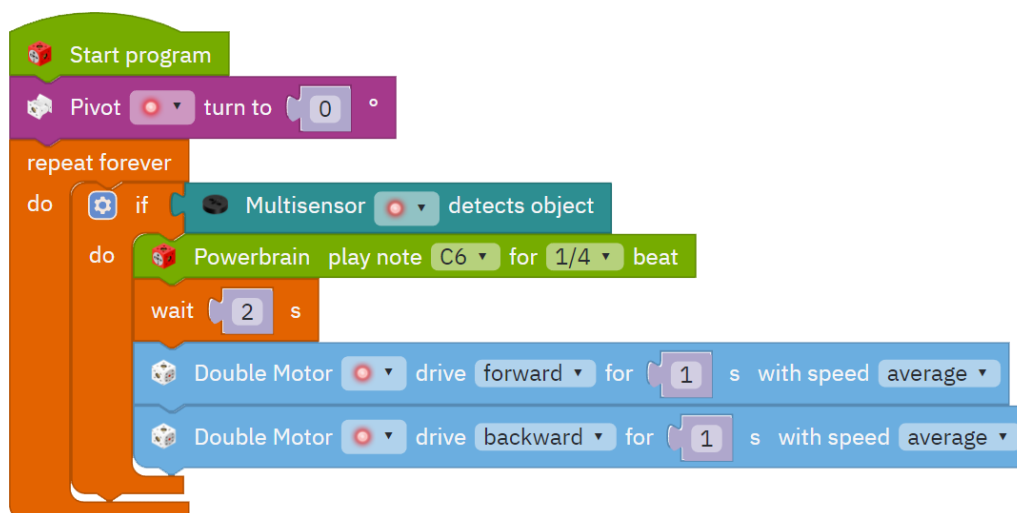 Start program
Pivot turn to 0 °
repeat forever
do if Multisensor detects object
do Powerbrain play note C6 for 1/4 beat
wait 2 s
Double Motor drive forward for 1 s with speed average
Double Motor drive backward for 1 s with speed average